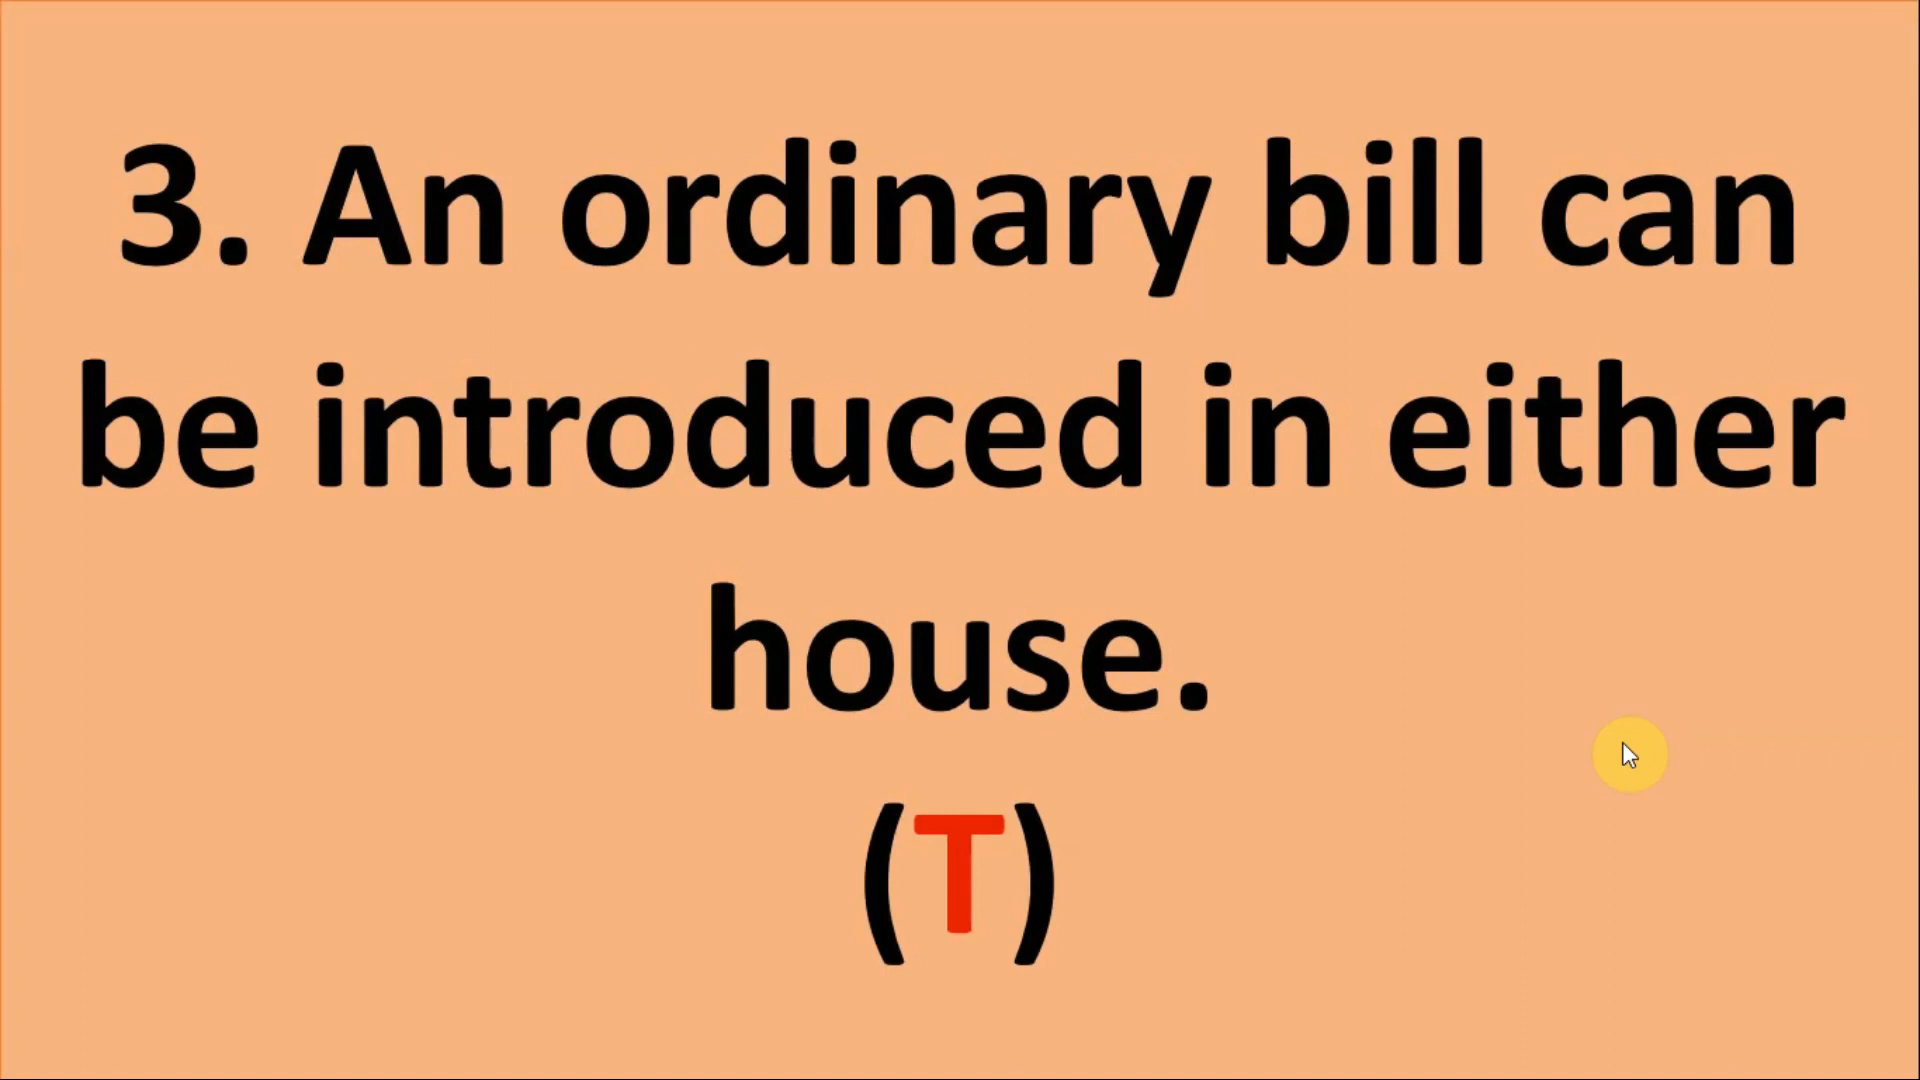 3. An ordinary bill can
be introduced in either
house.
(T)